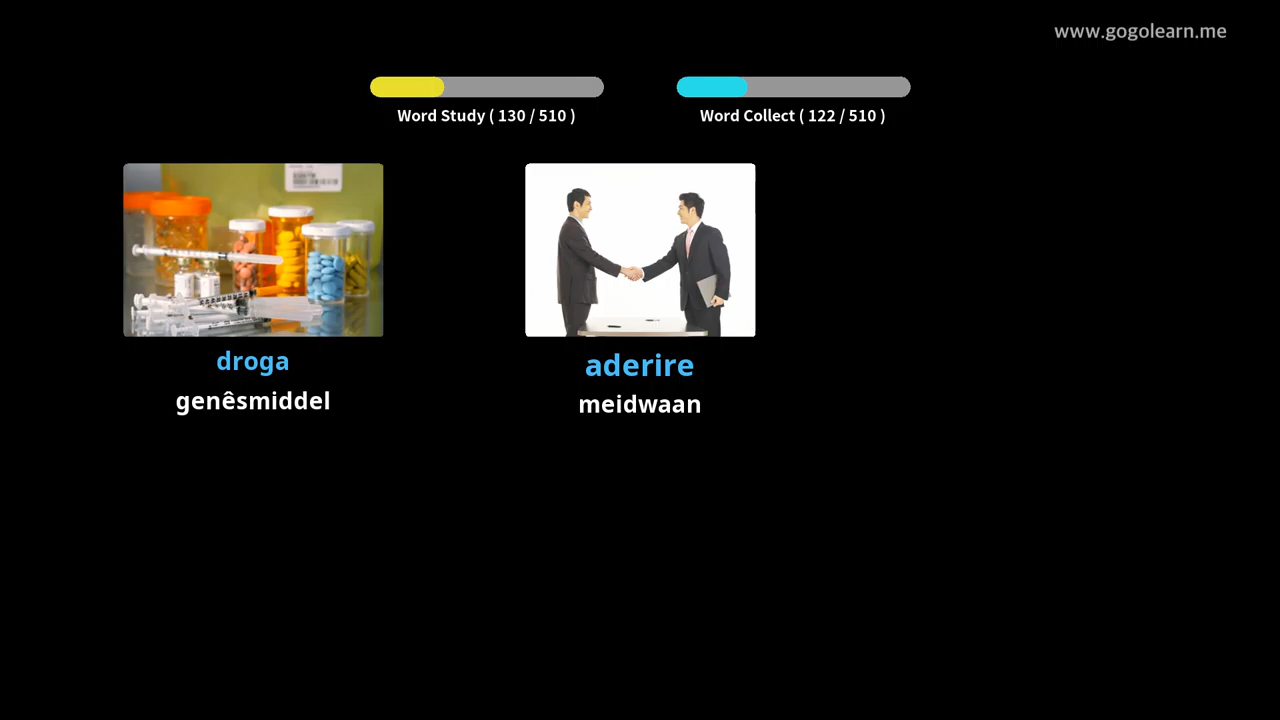 www.gogolearn.me
Word Study ( 130 / 510 )
Word Collect ( 122 / 510 )
droga
genêsmiddel
aderire
meidwaan